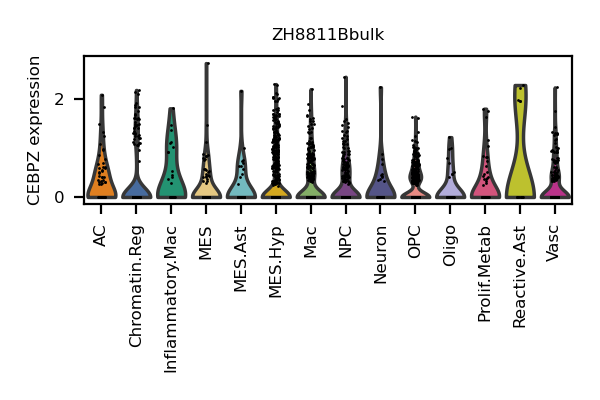 ZH8811Bbulk
CEBPZ expression
2
0
AC
Chromatin.Reg
Inflammatory.Mac
MES
MES.Ast
MES.Hyp
Mac
NPC
Neuron
OPC
Oligo
Prolif.Metab
Reactive.Ast
Vasc